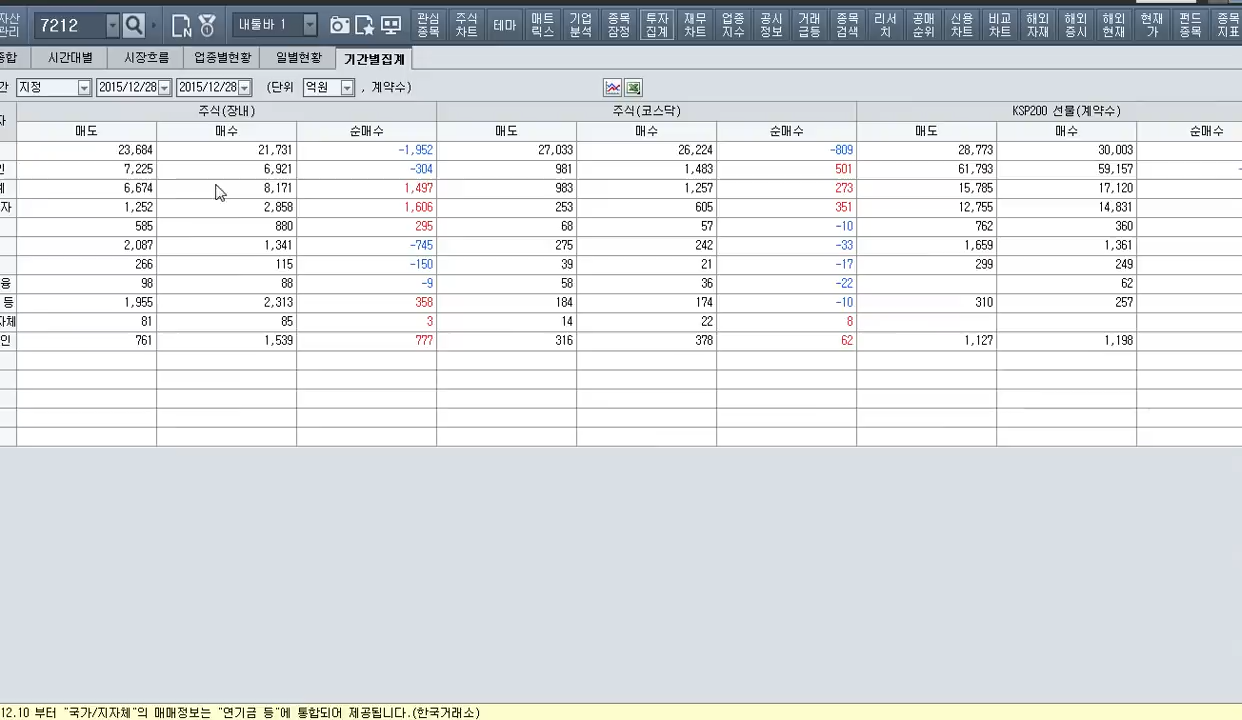 자산 관리 7212 내툴바 1 관심 종목 주식 차트 테마 매트 릭스 기업 분석 종목 잠정 투자 집계 재무 차트 업종 지수 공시 정보 거래 급등 종목 검색 리서 치 공매 순위 신용 차트 비교 차트 해외 자재 해외 증시 해외 현재 현재 가 펀드 종목 종목 지표
종합 시간대별 시장흐름 업종별현황 일별현황 기간별집계
간 지정 2015/12/28 2015/12/28 (단위 억원 , 계약수)
자 주식(장내) 주식(코스닥) KSP200 선물(계약수)
매도 매수 순매수 매도 매수 순매수 매도 매수 순매수
23,684 21,731 -1,952 27,033 26,224 -809 28,773 30,003
인 7,225 6,921 -304 981 1,483 501 61,793 59,157 -
계 6,674 8,171 1,497 983 1,257 273 15,785 17,120
자 1,252 2,858 1,606 253 605 351 12,755 14,831
585 880 295 68 57 -10 762 360
2,087 1,341 -745 275 242 -33 1,659 1,361
266 115 -150 39 21 -17 299 249
융 98 88 -9 58 36 -22 62
등 1,955 2,313 358 184 174 -10 310 257
자체 81 85 3 14 22 8
인 761 1,539 777 316 378 62 1,127 1,198
12.10 부터 "국가/지자체"의 매매정보는 "연기금 등"에 통합되어 제공됩니다.(한국거래소)